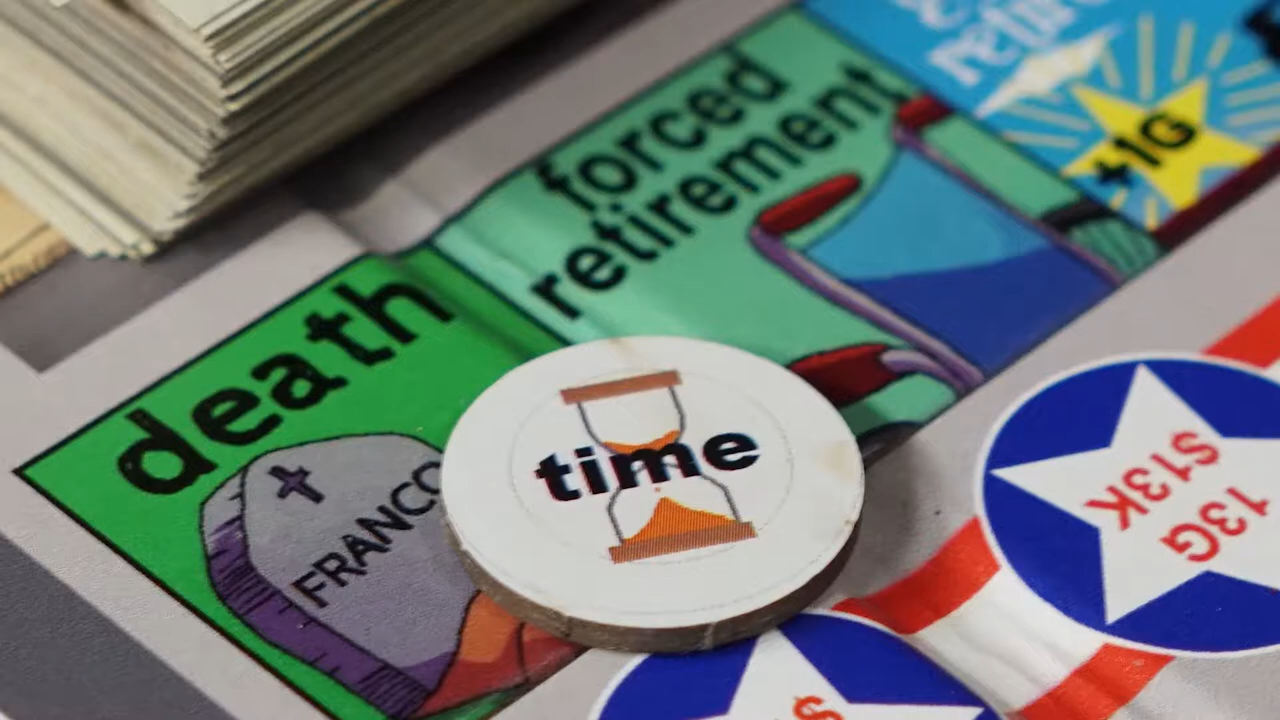 forced
retirement
+1G
death
FRANCO
time
$13K
13G
$